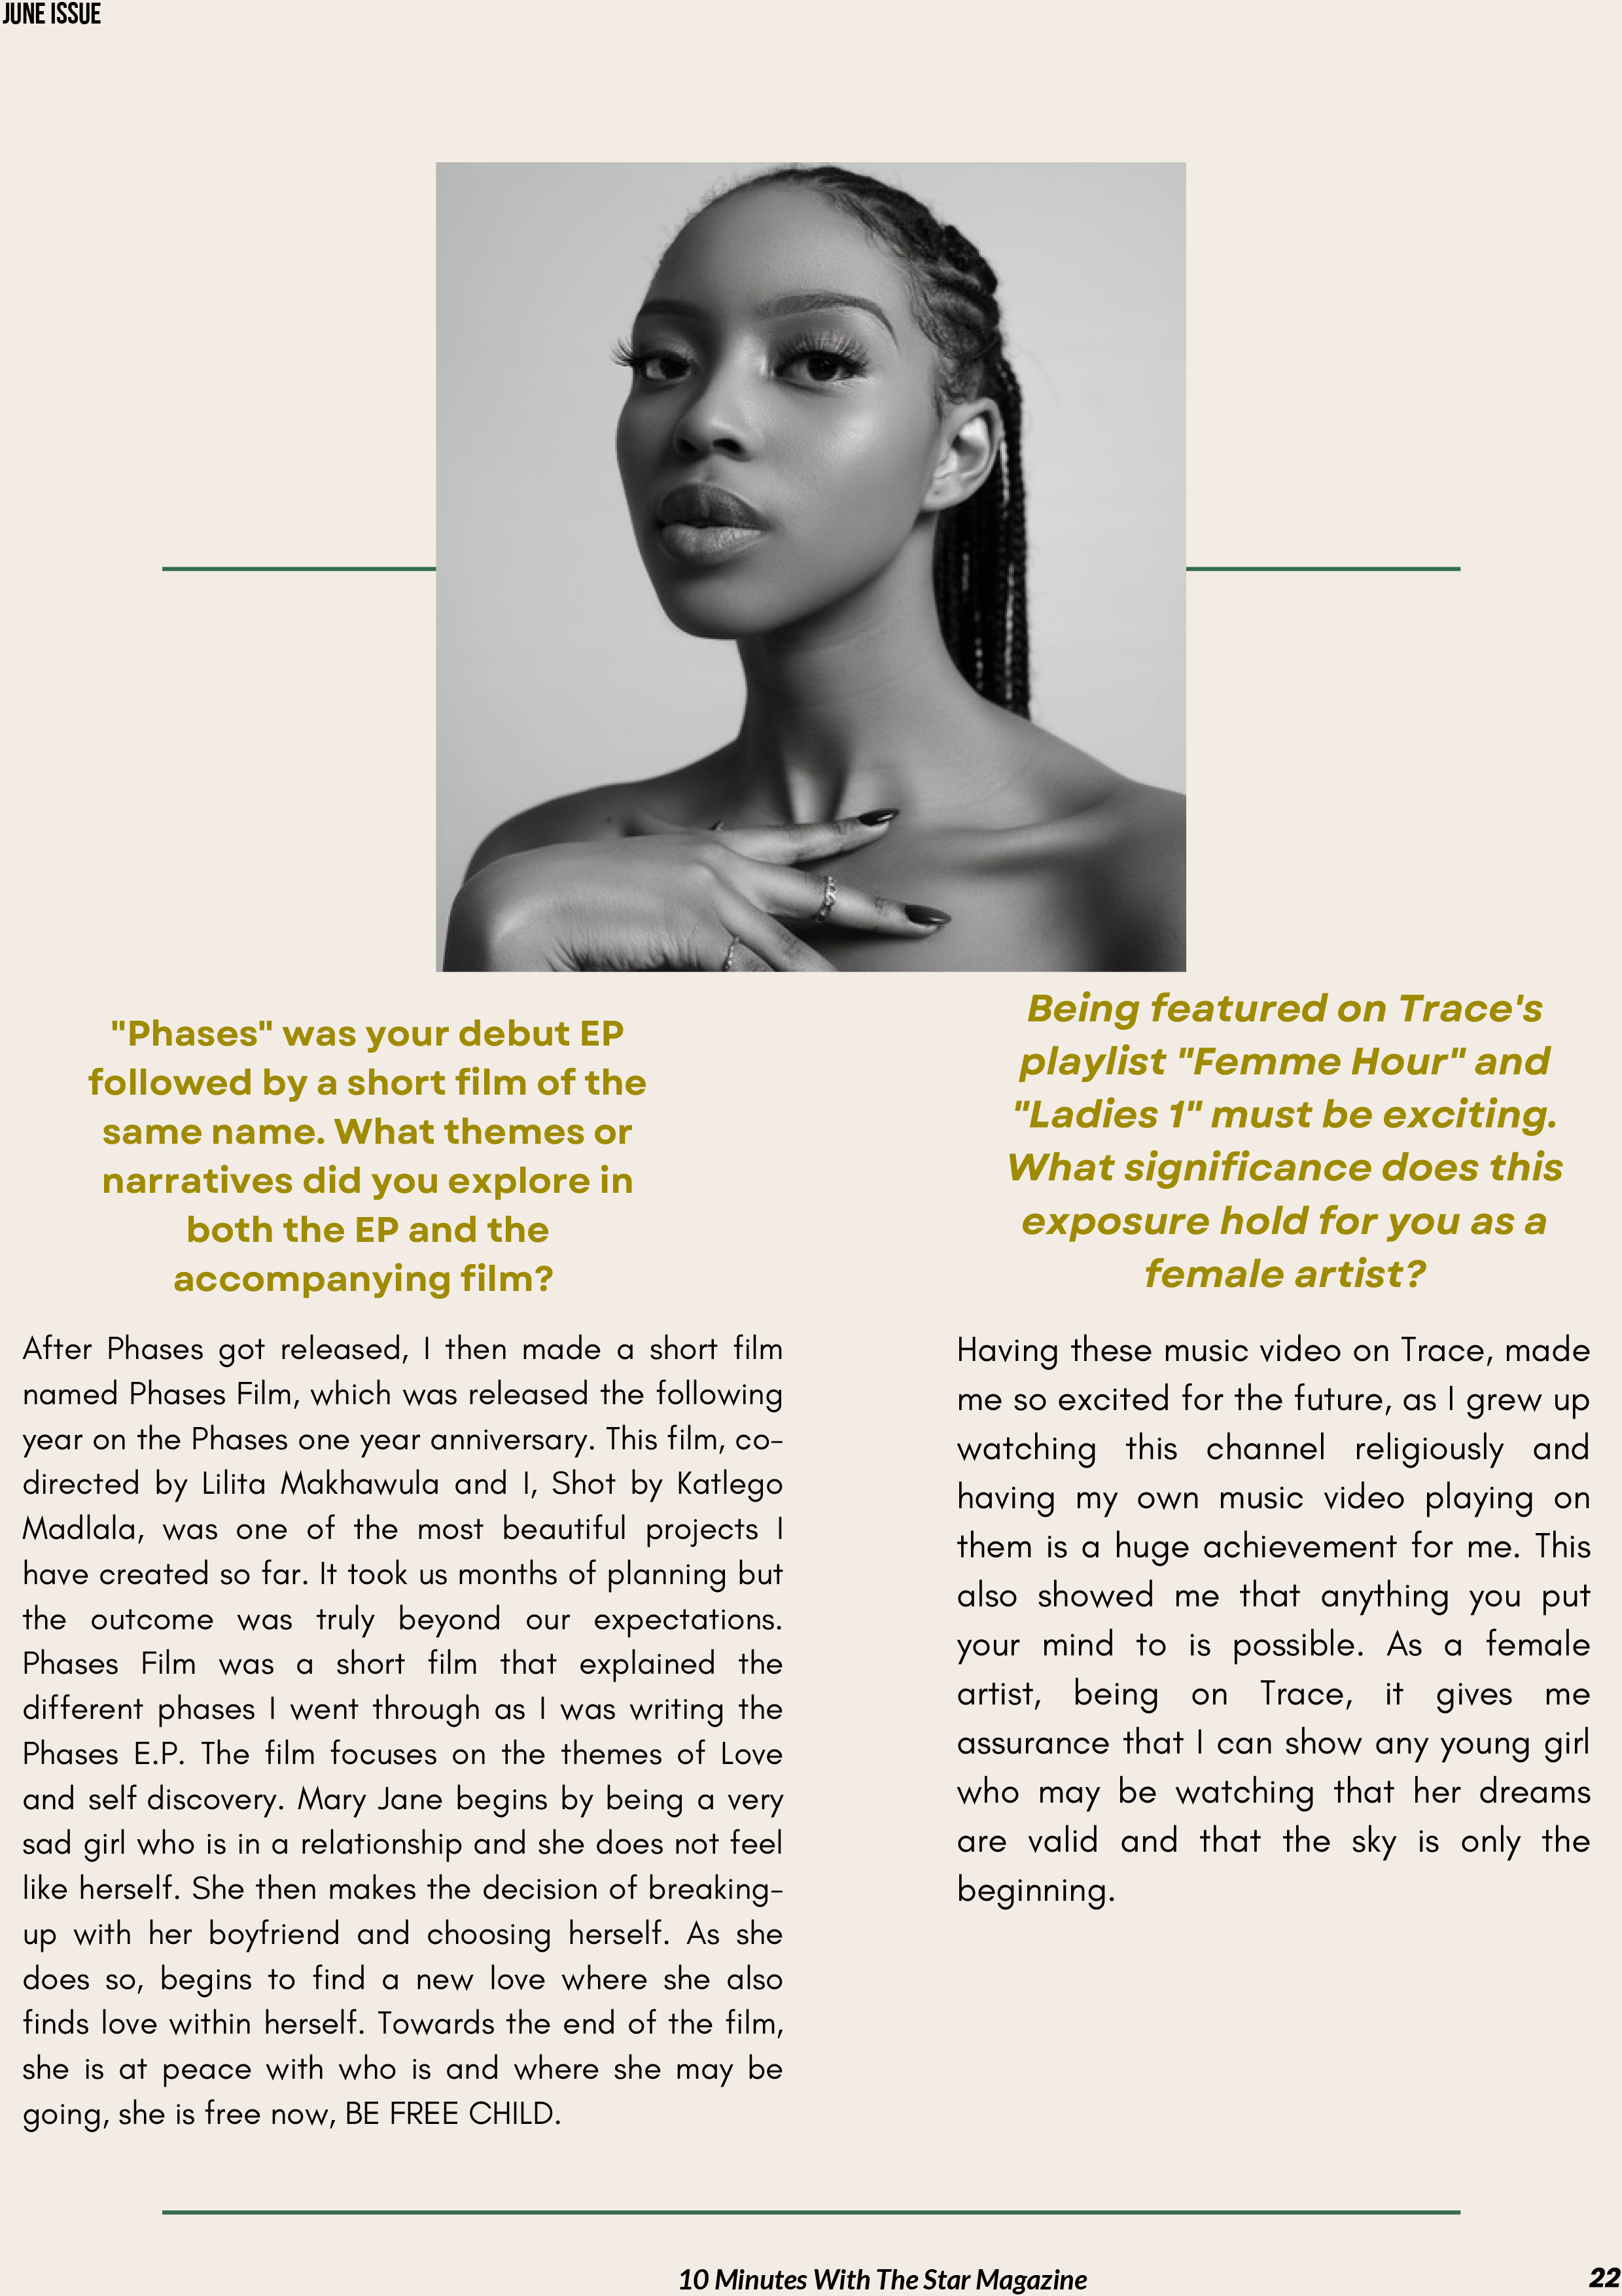 JUNE ISSUE
"Phases" was your debut EP
followed by a short film of the
same name. What themes or
narratives did you explore in
both the EP and the
accompanying film?
After Phases got released, I then made a short film
named Phases Film, which was released the following
year on the Phases one year anniversary. This film, co-
directed by Lilita Makhawula and I, Shot by Katlego
Madlala, was one of the most beautiful projects I
have created so far. It took us months of planning but
the outcome was truly beyond our expectations.
Phases Film was a short film that explained the
different phases I went through as I was writing the
Phases E.P. The film focuses on the themes of Love
and self discovery. Mary Jane begins by being a very
sad girl who is in a relationship and she does not feel
like herself. She then makes the decision of breaking-
up with her boyfriend and choosing herself. As she
does so, begins to find a new love where she also
finds love within herself. Towards the end of the film,
she is at peace with who is and where she may be
going, she is free now, BE FREE CHILD.
Being featured on Trace's
playlist "Femme Hour" and
"Ladies 1" must be exciting.
What significance does this
exposure hold for you as a
female artist?
Having these music video on Trace, made
me so excited for the future, as I grew up
watching this channel religiously and
having my own music video playing on
them is a huge achievement for me. This
also showed me that anything you put
your mind to is possible. As a female
artist, being on Trace, it gives me
assurance that I can show any young girl
who may be watching that her dreams
are valid and that the sky is only the
beginning.
10 Minutes With The Star Magazine
22